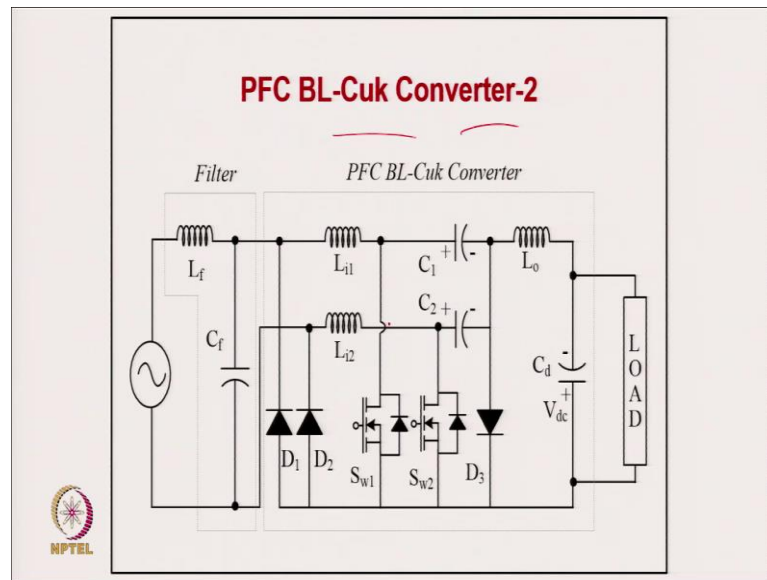 PFC BL-Cuk Converter-2
Filter PFC BL-Cuk Converter
Lf Li1 C1 + - Lo
C2 + -
Cf Li2 Cd - LOAD
+
Vdc
D1 D2 Sw1 Sw2 D3
NPTEL